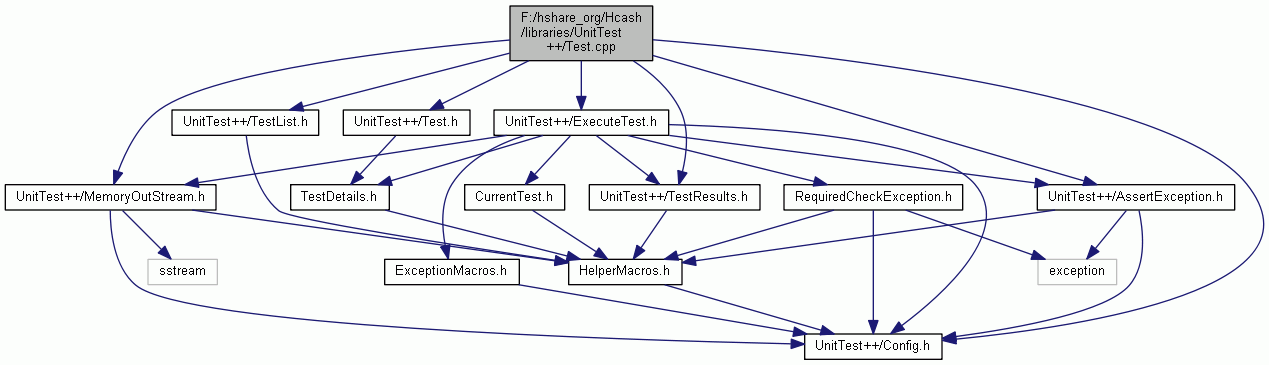 F:/hshare_org/Hcash
/libraries/UnitTest
++/Test.cpp
UnitTest++/TestList.h
UnitTest++/Test.h
UnitTest++/ExecuteTest.h
UnitTest++/MemoryOutStream.h
TestDetails.h
CurrentTest.h
UnitTest++/TestResults.h
RequiredCheckException.h
UnitTest++/AssertException.h
sstream
ExceptionMacros.h
HelperMacros.h
exception
UnitTest++/Config.h